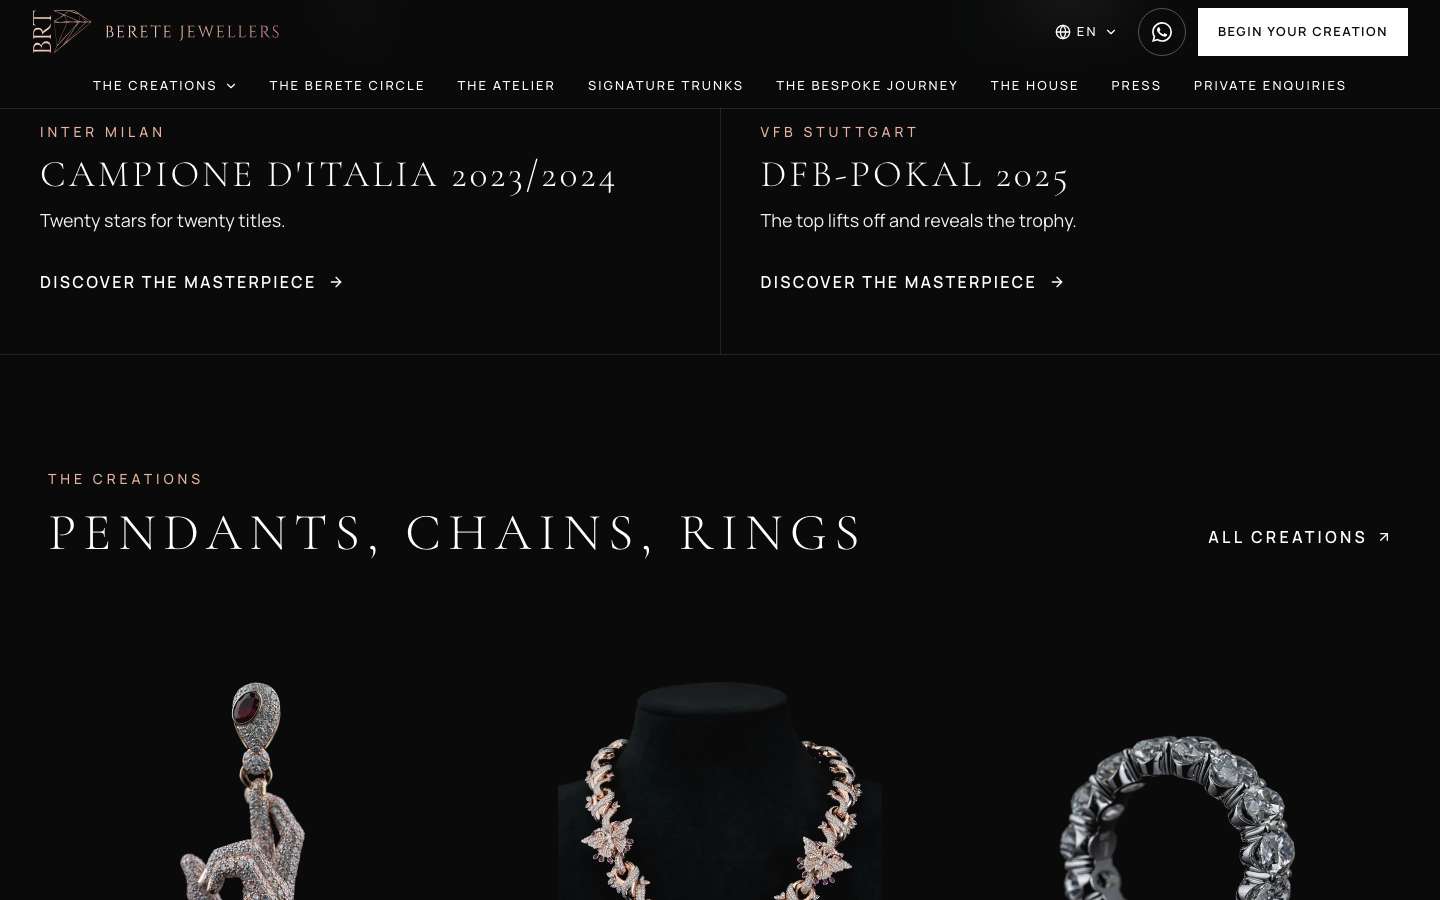 BRT
BERETE JEWELLERS
EN
BEGIN YOUR CREATION
THE CREATIONS
THE BERETE CIRCLE
THE ATELIER
SIGNATURE TRUNKS
THE BESPOKE JOURNEY
THE HOUSE
PRESS
PRIVATE ENQUIRIES
INTER MILAN
CAMPIONE D'ITALIA 2023/2024
Twenty stars for twenty titles.
DISCOVER THE MASTERPIECE →
VFB STUTTGART
DFB-POKAL 2025
The top lifts off and reveals the trophy.
DISCOVER THE MASTERPIECE →
THE CREATIONS
PENDANTS, CHAINS, RINGS
ALL CREATIONS ↗